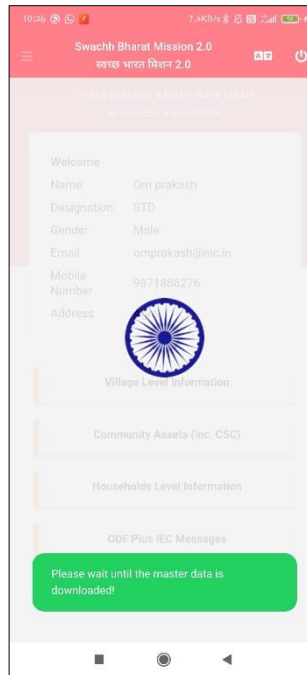 10:26 7.4KB/s
Swachh Bharat Mission 2.0
स्वच्छ भारत मिशन 2.0
Welcome
Name Om prakash
Designation STD
Gender Male
Email omprakash@nic.in
Mobile
Number 9871888276
Address
Village Level Information
Community Assets (inc. CSC)
Households Level Information
ODF Plus IEC Messages
Please wait until the master data is
downloaded!